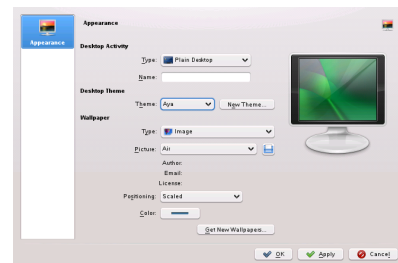 Appearance
Appearance
Desktop Activity
Type: Plain Desktop
Name:
Desktop Theme
Theme: Aya New Theme...
Wallpaper
Type: Image
Picture: Air
Author:
Email:
License:
Positioning: Scaled
Color:
Get New Wallpapers...
OK Apply Cancel